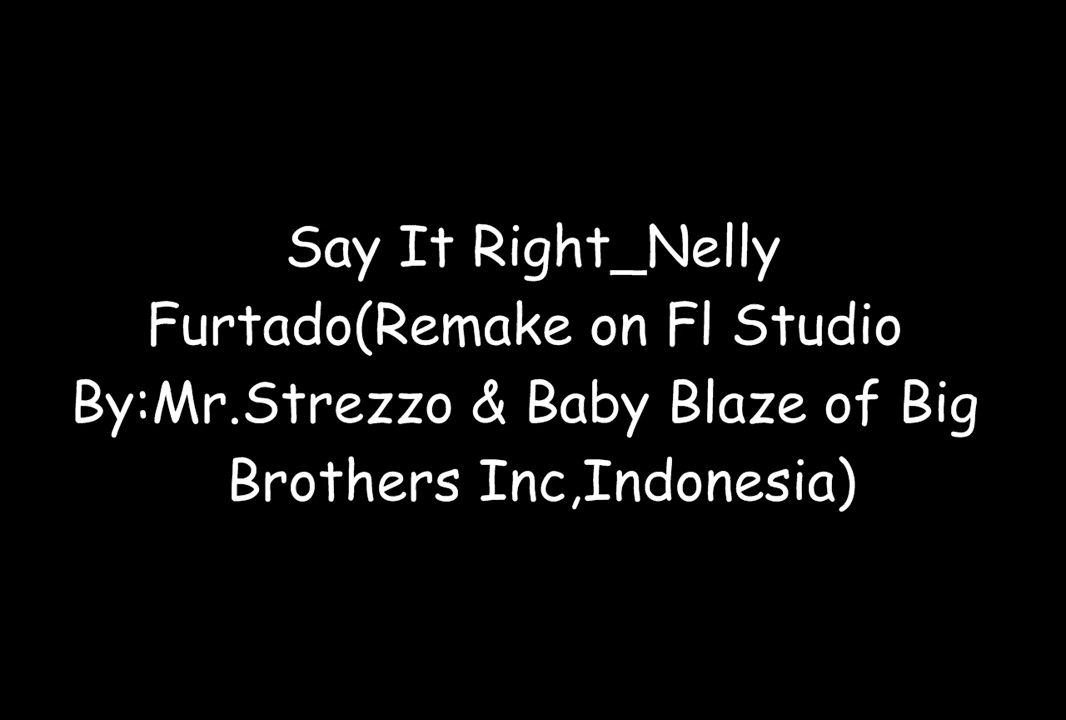 Say It Right_Nelly
Furtado(Remake on Fl Studio
By:Mr.Strezzo & Baby Blaze of Big
Brothers Inc,Indonesia)